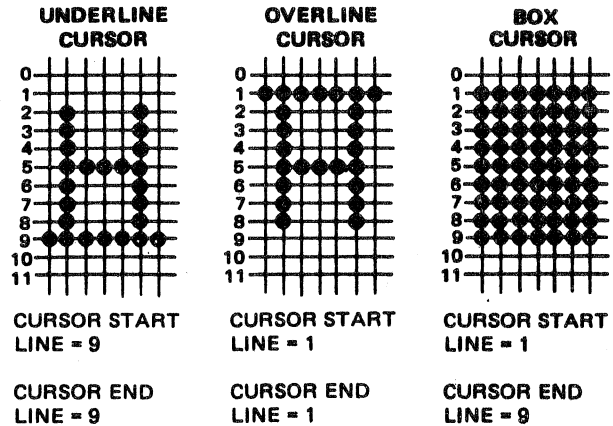 UNDERLINE
CURSOR
0
1
2
3
4
5
6
7
8
9
10
11
CURSOR START
LINE = 9
CURSOR END
LINE = 9
OVERLINE
CURSOR
0
1
2
3
4
5
6
7
8
9
10
11
CURSOR START
LINE = 1
CURSOR END
LINE = 1
BOX
CURSOR
0
1
2
3
4
5
6
7
8
9
10
11
CURSOR START
LINE = 1
CURSOR END
LINE = 9